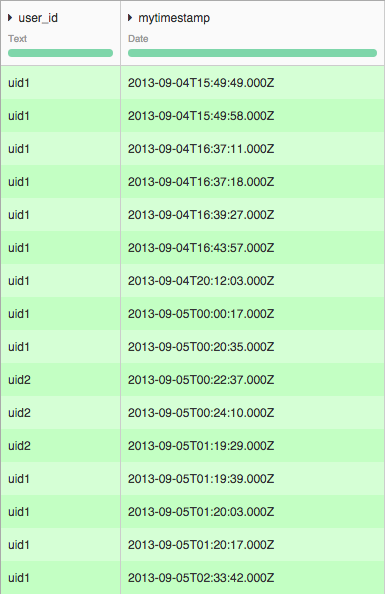 user_id mytimestamp
Text Date
uid1 2013-09-04T15:49:49.000Z
uid1 2013-09-04T15:49:58.000Z
uid1 2013-09-04T16:37:11.000Z
uid1 2013-09-04T16:37:18.000Z
uid1 2013-09-04T16:39:27.000Z
uid1 2013-09-04T16:43:57.000Z
uid1 2013-09-04T20:12:03.000Z
uid1 2013-09-05T00:00:17.000Z
uid1 2013-09-05T00:20:35.000Z
uid2 2013-09-05T00:22:37.000Z
uid2 2013-09-05T00:24:10.000Z
uid2 2013-09-05T01:19:29.000Z
uid1 2013-09-05T01:19:39.000Z
uid1 2013-09-05T01:20:03.000Z
uid1 2013-09-05T01:20:17.000Z
uid1 2013-09-05T02:33:42.000Z